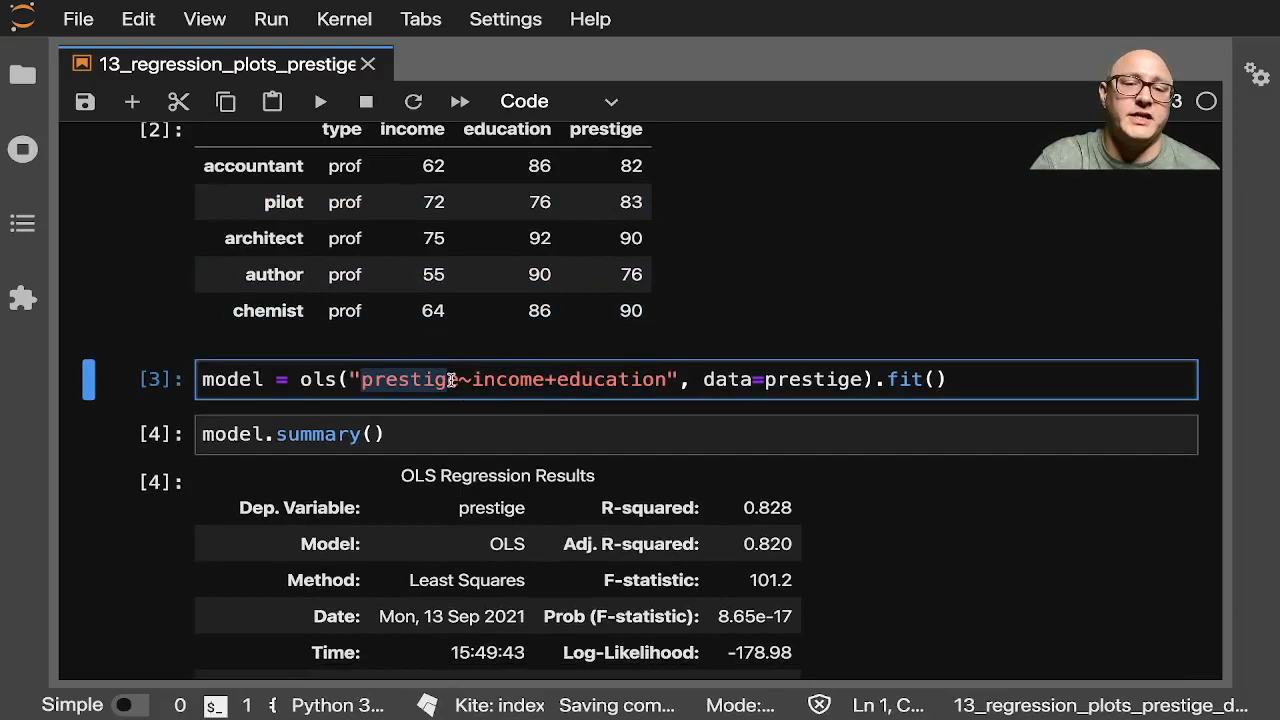 File Edit View Run Kernel Tabs Settings Help
13_regression_plots_prestige
Code 3
[2]: type income education prestige
accountant prof 62 86 82
pilot prof 72 76 83
architect prof 75 92 90
author prof 55 90 76
chemist prof 64 86 90
[3]: model = ols("prestige~income+education", data=prestige).fit()
[4]: model.summary()
[4]: OLS Regression Results
Dep. Variable: prestige R-squared: 0.828
Model: OLS Adj. R-squared: 0.820
Method: Least Squares F-statistic: 101.2
Date: Mon, 13 Sep 2021 Prob (F-statistic): 8.65e-17
Time: 15:49:43 Log-Likelihood: -178.98
Simple 0 $_ 1 { Python 3... Kite: index Saving com... Mode:... Ln 1, C... 13_regression_plots_prestige_d...